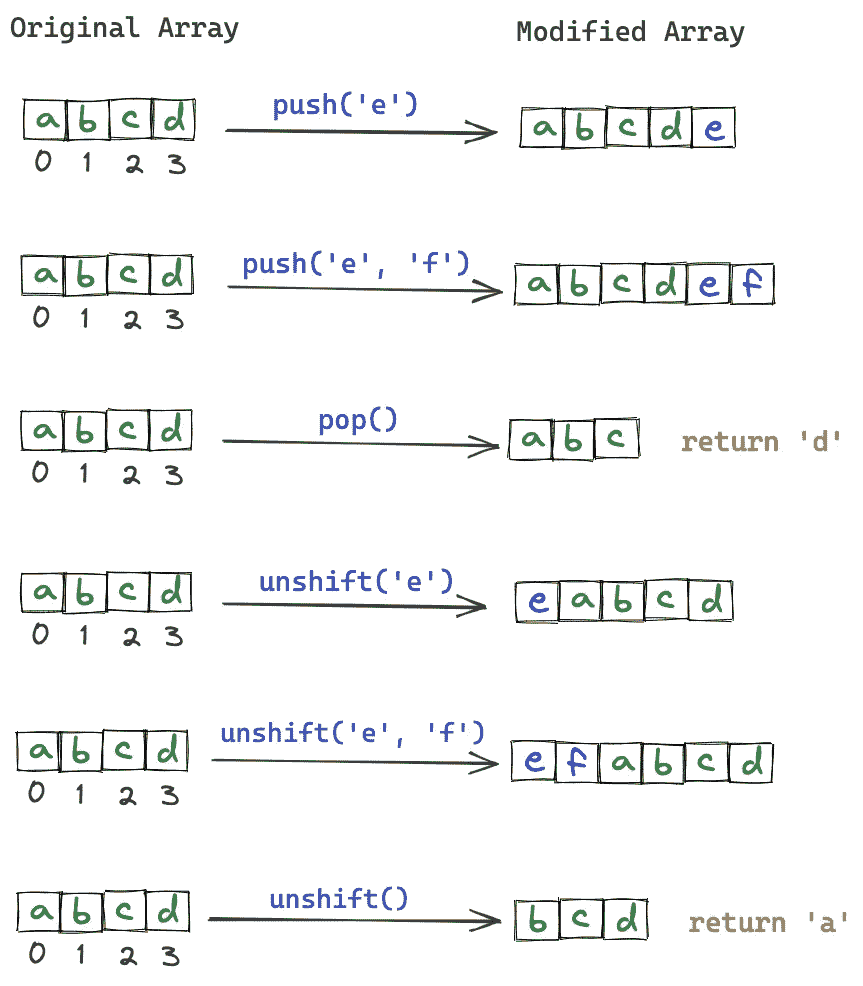 Original Array
Modified Array
push('e')
a b c d
a b c d e
0 1 2 3
push('e', 'f')
a b c d
a b c d e f
0 1 2 3
pop()
a b c d
a b c
return 'd'
0 1 2 3
unshift('e')
a b c d
e a b c d
0 1 2 3
unshift('e', 'f')
a b c d
e f a b c d
0 1 2 3
unshift()
a b c d
b c d
return 'a'
0 1 2 3